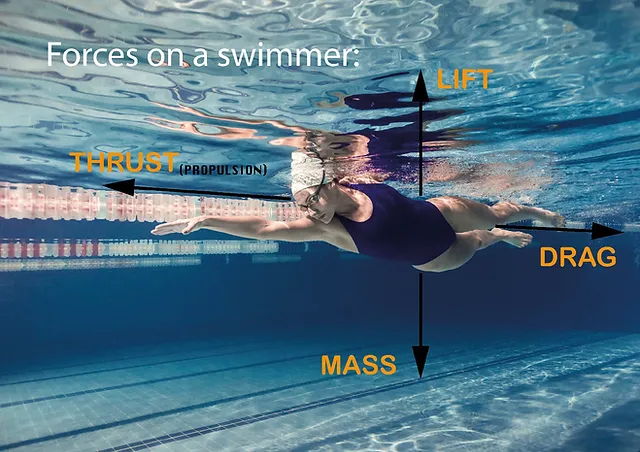 Forces on a swimmer:
LIFT
THRUST(PROPULSION)
DRAG
MASS